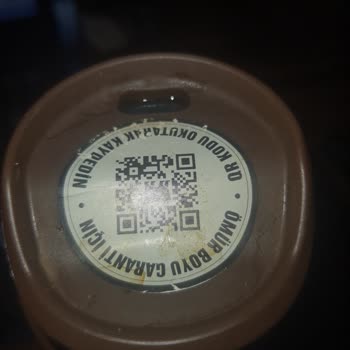 ÖMÜR BOYU GARANTİ İÇİN
QR KODU OKUTARAK KAYDEDİN